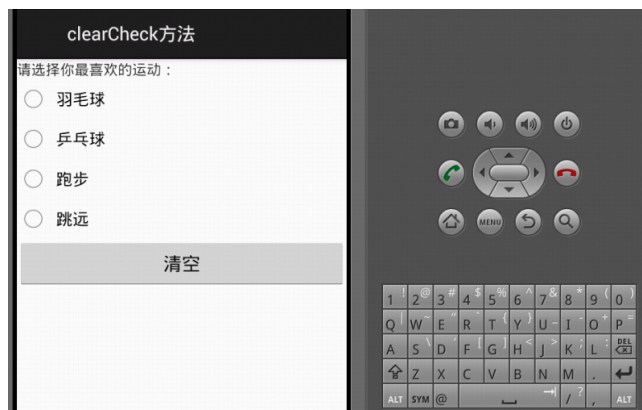 clearCheck方法
请选择你最喜欢的运动：
羽毛球
乒乓球
跑步
跳远
清空
MENU
1 ! 2 @ 3 # 4 $ 5 % 6 ^ 7 & 8 * 9 ( 0 )
Q | W ~ E " R ` T { Y } U _ I - O + P =
A S \ D ' F [ G ] H < J > K ; L : DEL
Z X C V B N M .
ALT SYM @ / ? , ALT